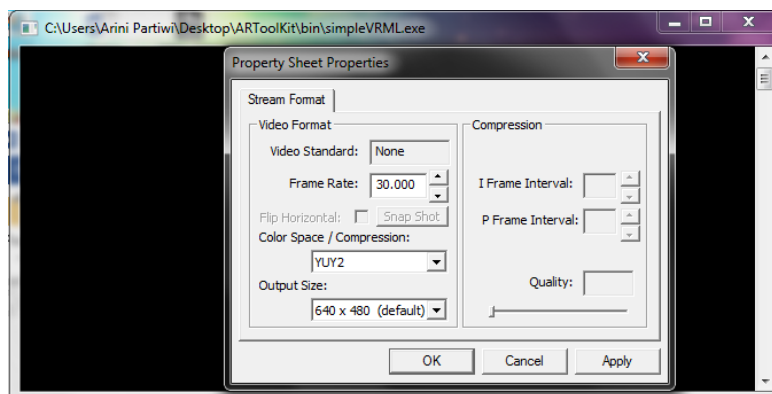 C:\Users\Arini Partiwi\Desktop\ARToolKit\bin\simpleVRML.exe
Property Sheet Properties
Stream Format
Video Format
Video Standard: None
Frame Rate: 30.000
Flip Horizontal: Snap Shot
Color Space / Compression:
YUY2
Output Size:
640 x 480 (default)
Compression
I Frame Interval:
P Frame Interval:
Quality:
OK Cancel Apply